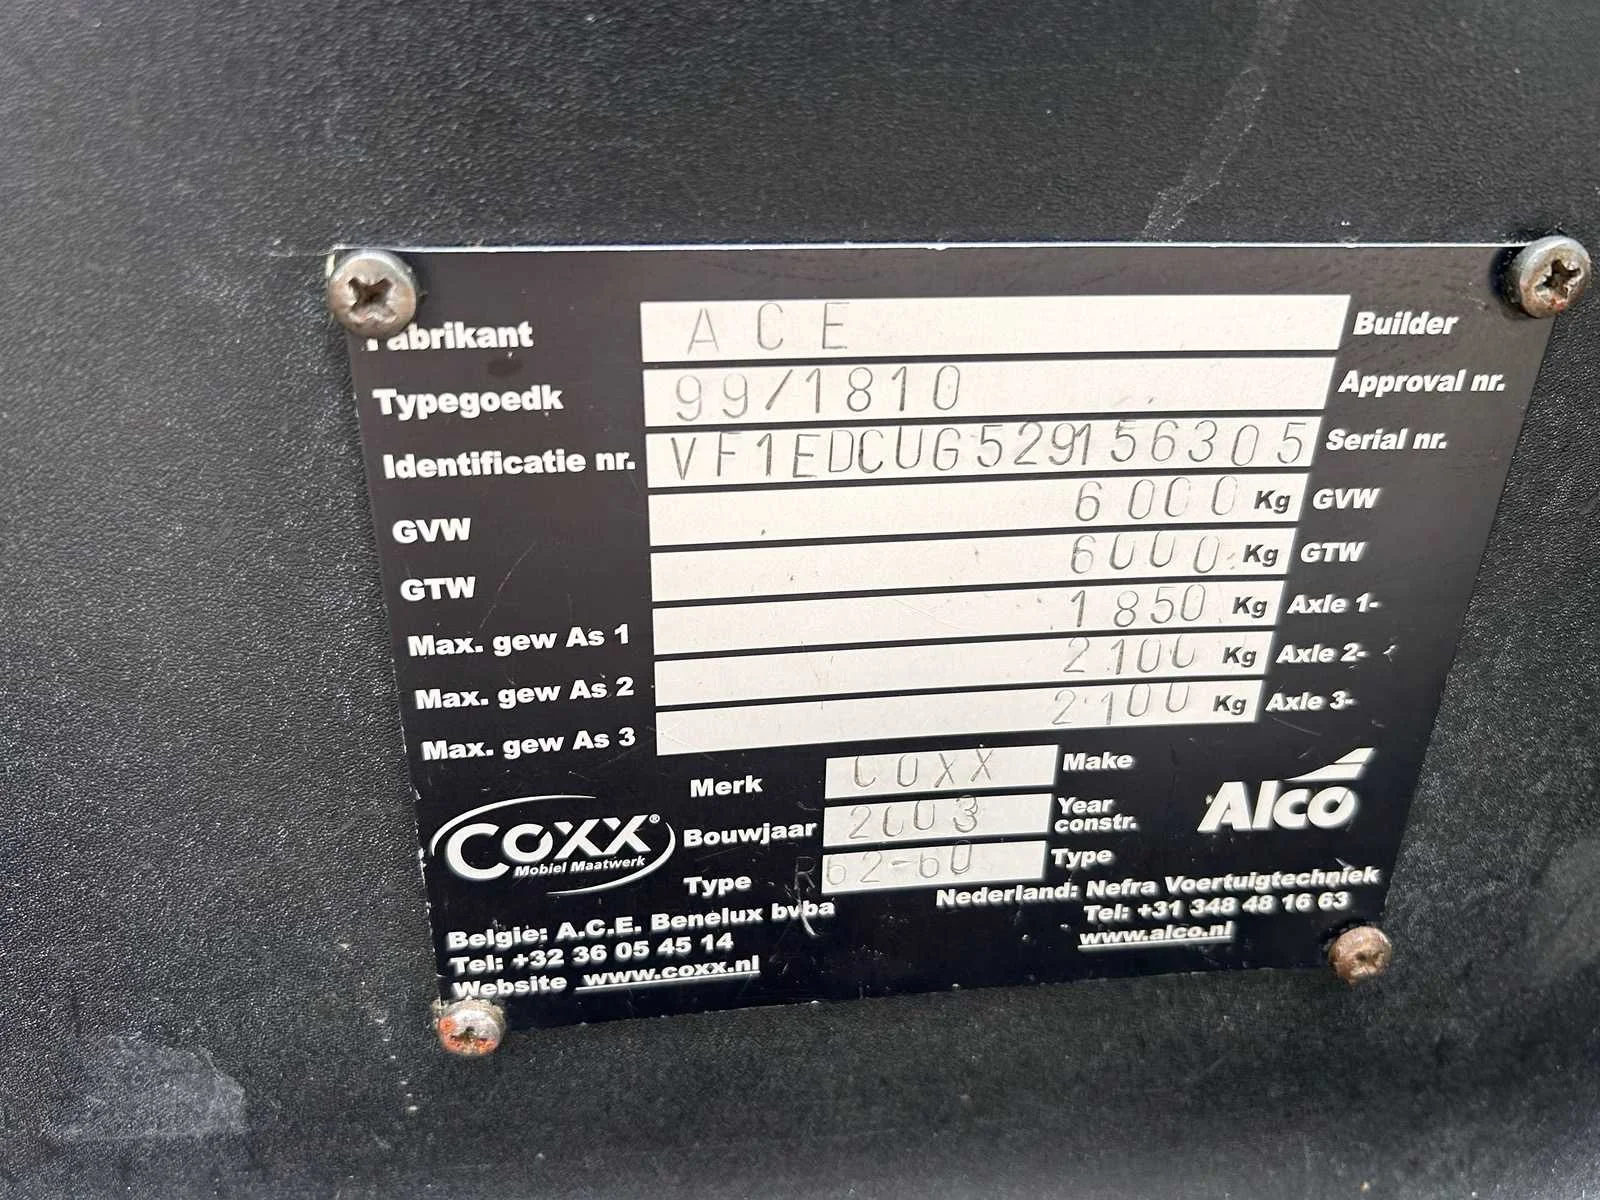 Fabrikant ACE Builder
Typegoedk 99/1810 Approval nr.
Identificatie nr. VF1EDCUG529156305 Serial nr.
GVW 6000 Kg GVW
GTW 6000 Kg GTW
Max. gew As 1 1850 Kg Axle 1-
Max. gew As 2 2100 Kg Axle 2-
Max. gew As 3 2100 Kg Axle 3-
Merk COXX Make
Bouwjaar 2003 Year constr.
Type R62-60 Type
COXX®
Mobiel Maatwerk
Alco
Belgie: A.C.E. Benelux bvba
Tel: +32 36 05 45 14
Website www.coxx.nl
Nederland: Nefra Voertuigtechniek
Tel: +31 348 48 16 63
www.alco.nl